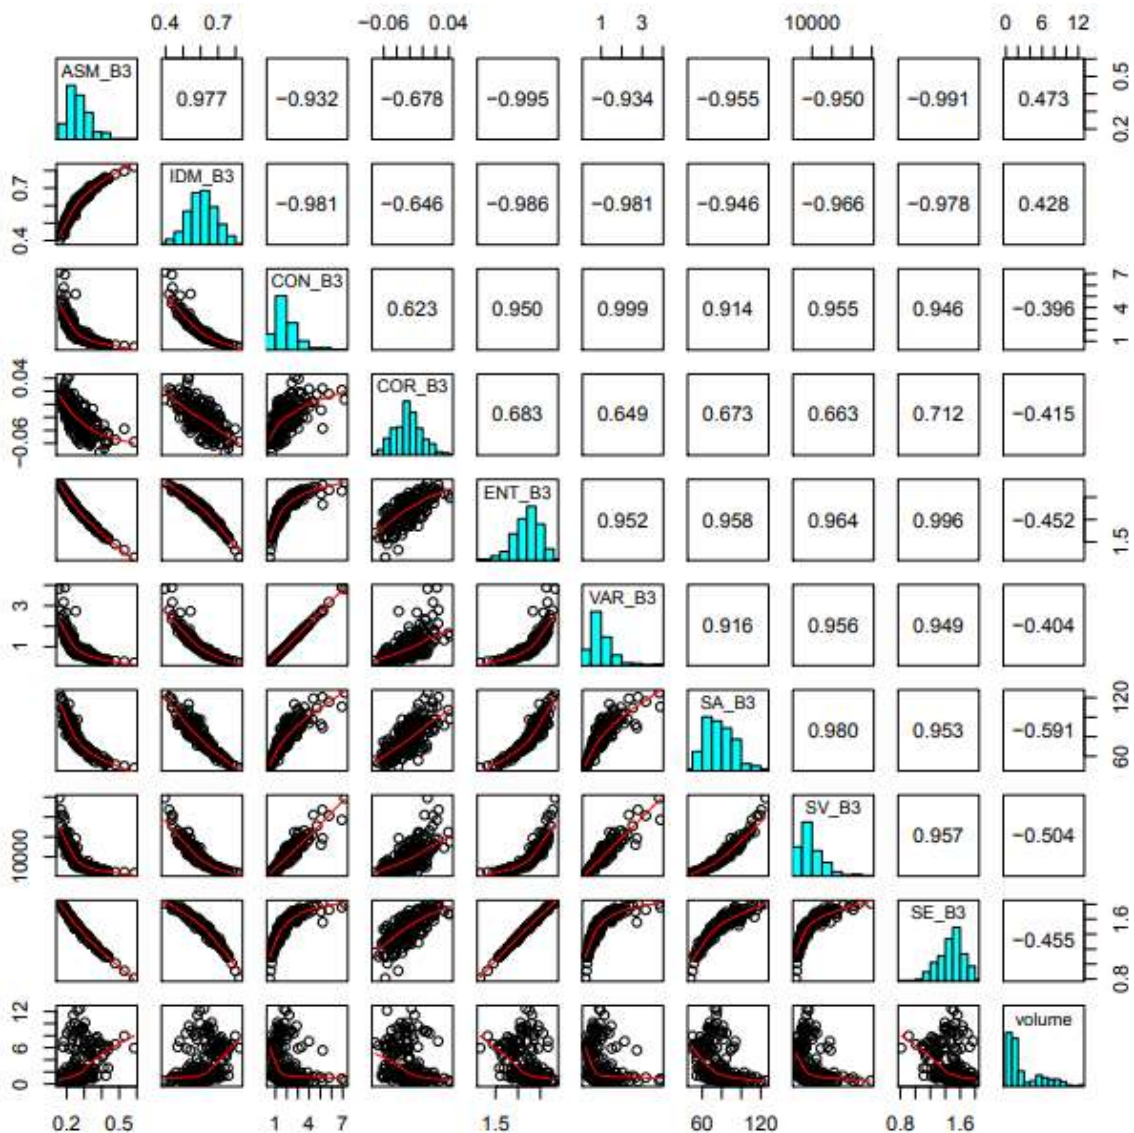 0.4 0.7 −0.06 0.04 1 3 10000 0 6 12
ASM_B3 0.977 −0.932 −0.678 −0.995 −0.934 −0.955 −0.950 −0.991 0.473 0.2 0.5
0.4 0.7 IDM_B3 −0.981 −0.646 −0.986 −0.981 −0.946 −0.966 −0.978 0.428
CON_B3 0.623 0.950 0.999 0.914 0.955 0.946 −0.396 1 4 7
−0.06 0.04 COR_B3 0.683 0.649 0.673 0.663 0.712 −0.415
ENT_B3 0.952 0.958 0.964 0.996 −0.452 1.5
1 3 VAR_B3 0.916 0.956 0.949 −0.404
SA_B3 0.980 0.953 −0.591 60 120
10000 SV_B3 0.957 −0.504
SE_B3 −0.455 0.8 1.6
0 6 12 volume
0.2 0.5 1 4 7 1.5 60 120 0.8 1.6